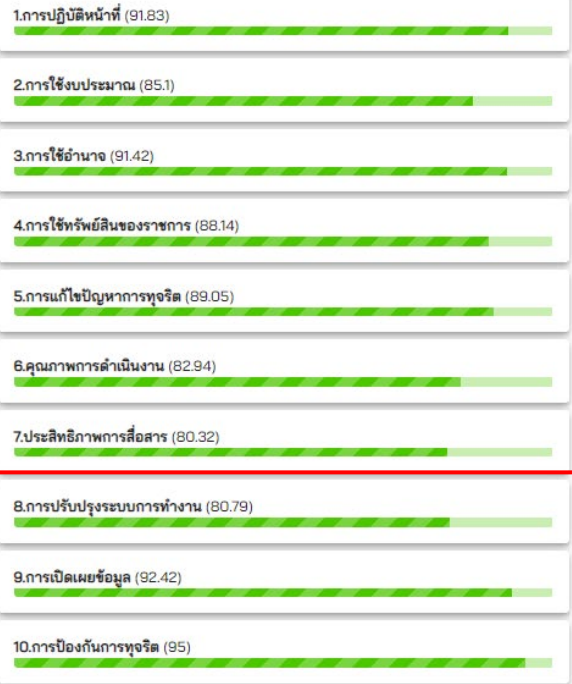 1.การปฏิบัติหน้าที่ (91.83)
2.การใช้งบประมาณ (85.1)
3.การใช้อำนาจ (91.42)
4.การใช้ทรัพย์สินของราชการ (88.14)
5.การแก้ไขปัญหาการทุจริต (89.05)
6.คุณภาพการดำเนินงาน (82.94)
7.ประสิทธิภาพการสื่อสาร (80.32)
8.การปรับปรุงระบบการทำงาน (80.79)
9.การเปิดเผยข้อมูล (92.42)
10.การป้องกันการทุจริต (95)